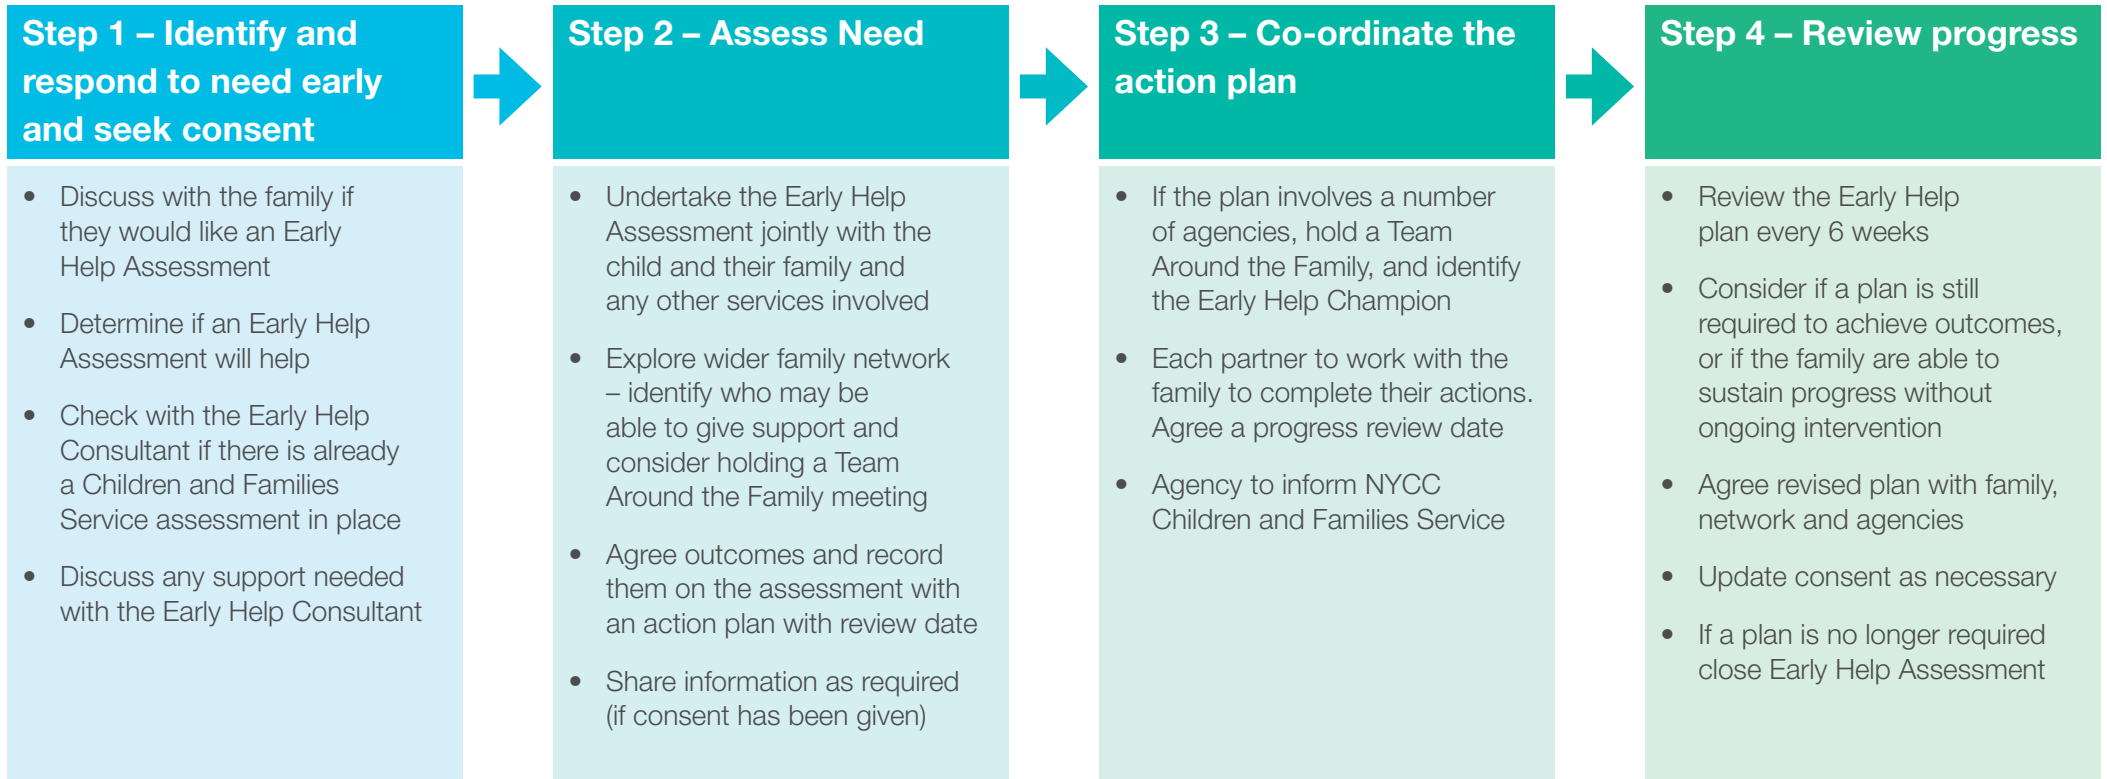 Step 1 – Identify and
respond to need early
and seek consent
• Discuss with the family if
they would like an Early
Help Assessment
• Determine if an Early Help
Assessment will help
• Check with the Early Help
Consultant if there is already
a Children and Families
Service assessment in place
• Discuss any support needed
with the Early Help Consultant
Step 2 – Assess Need
• Undertake the Early Help
Assessment jointly with the
child and their family and
any other services involved
• Explore wider family network
– identify who may be
able to give support and
consider holding a Team
Around the Family meeting
• Agree outcomes and record
them on the assessment with
an action plan with review date
• Share information as required
(if consent has been given)
Step 3 – Co-ordinate the
action plan
• If the plan involves a number
of agencies, hold a Team
Around the Family, and identify
the Early Help Champion
• Each partner to work with the
family to complete their actions.
Agree a progress review date
• Agency to inform NYCC
Children and Families Service
Step 4 – Review progress
• Review the Early Help
plan every 6 weeks
• Consider if a plan is still
required to achieve outcomes,
or if the family are able to
sustain progress without
ongoing intervention
• Agree revised plan with family,
network and agencies
• Update consent as necessary
• If a plan is no longer required
close Early Help Assessment